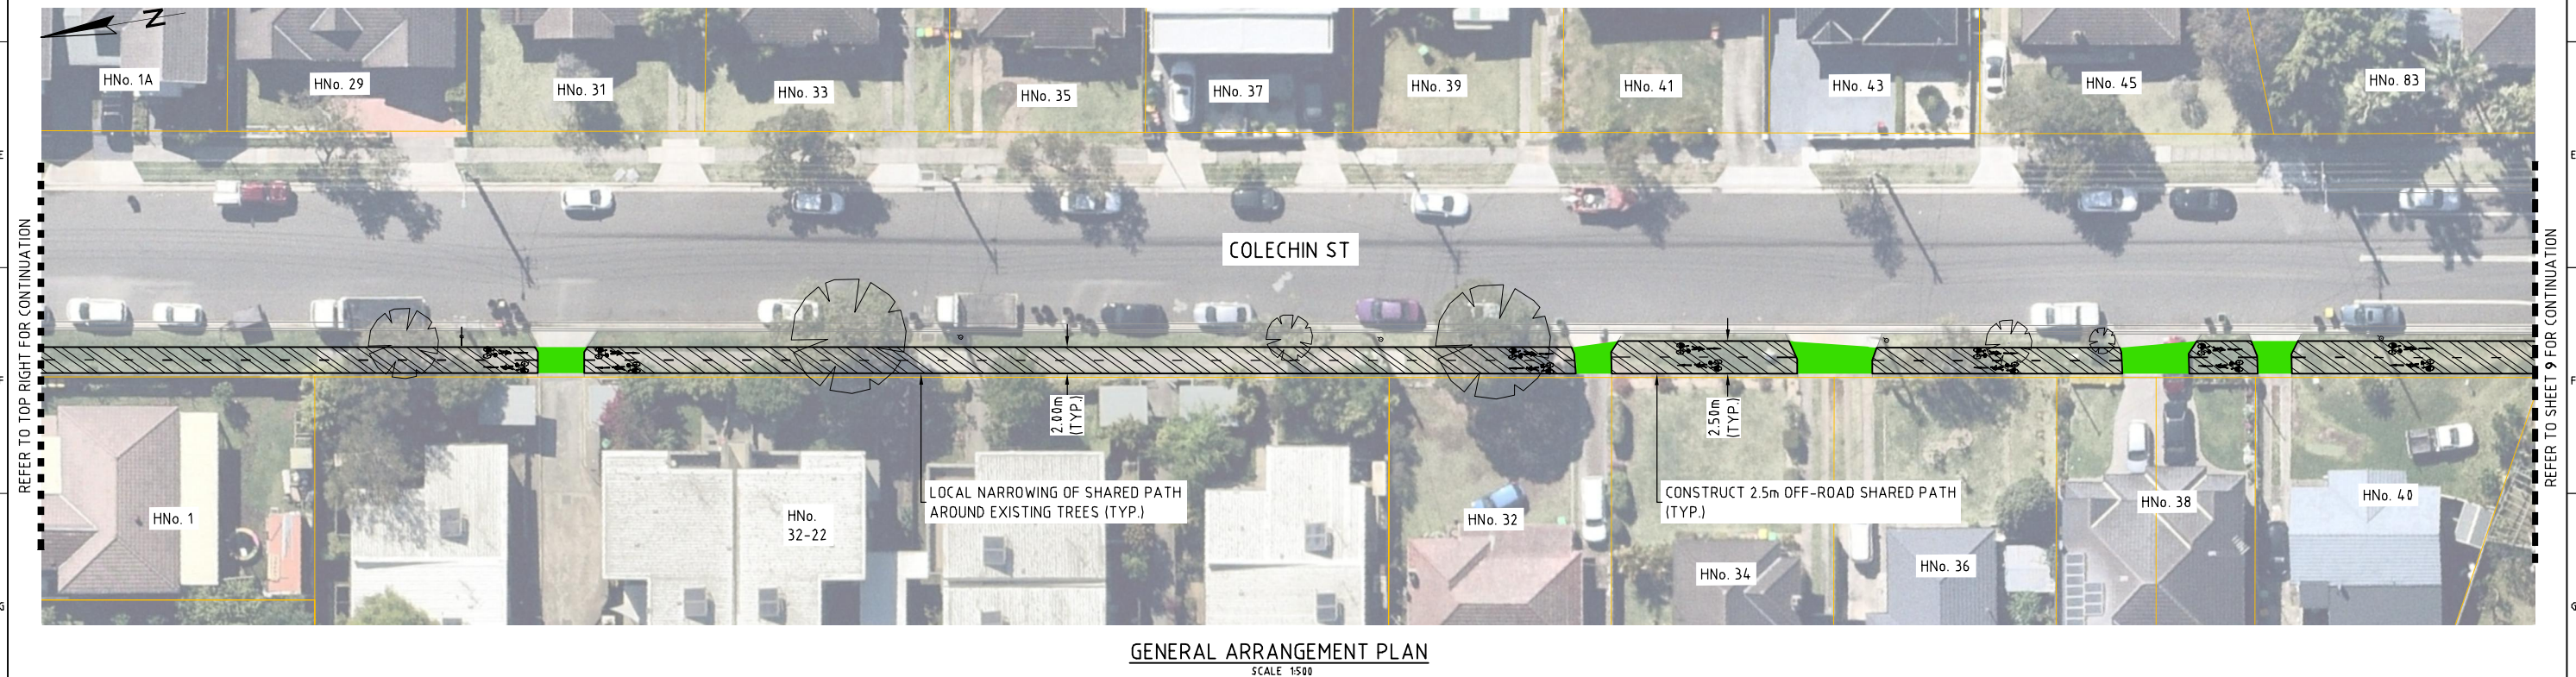 N
HNo. 1A
HNo. 29
HNo. 31
HNo. 33
HNo. 35
HNo. 37
HNo. 39
HNo. 41
HNo. 43
HNo. 45
HNo. 83
E
E
REFER TO TOP RIGHT FOR CONTINUATION
COLECHIN ST
REFER TO SHEET 9 FOR CONTINUATION
F
F
2.00m
(TYP.)
2.50m
(TYP.)
LOCAL NARROWING OF SHARED PATH
AROUND EXISTING TREES (TYP.)
CONSTRUCT 2.5m OFF-ROAD SHARED PATH
(TYP.)
HNo. 1
HNo.
32-22
HNo. 32
HNo. 34
HNo. 36
HNo. 38
HNo. 40
G
G
GENERAL ARRANGEMENT PLAN
SCALE 1:500